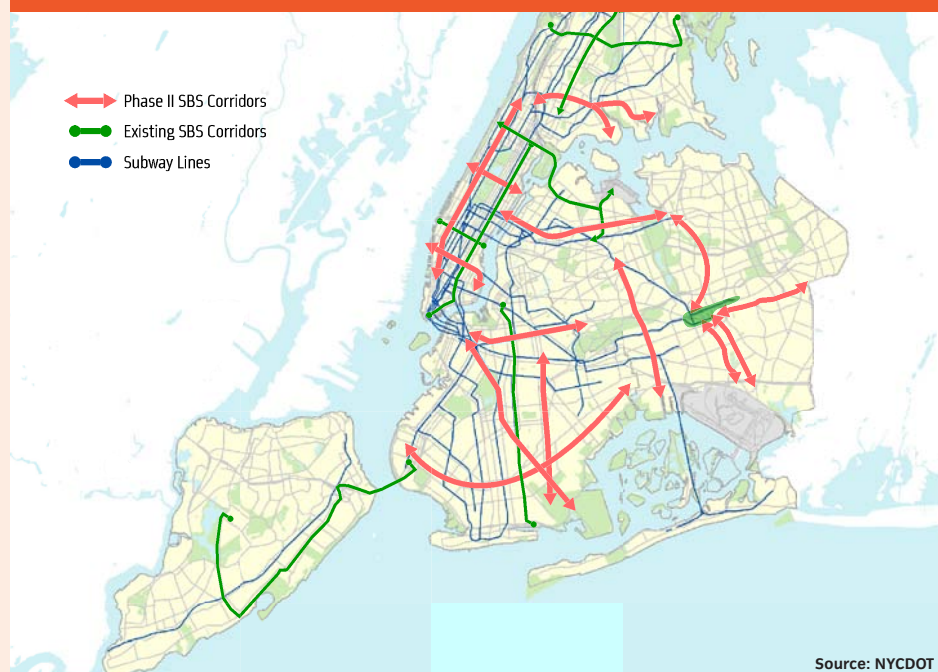 Phase II SBS Corridors
Existing SBS Corridors
Subway Lines
Source: NYCDOT